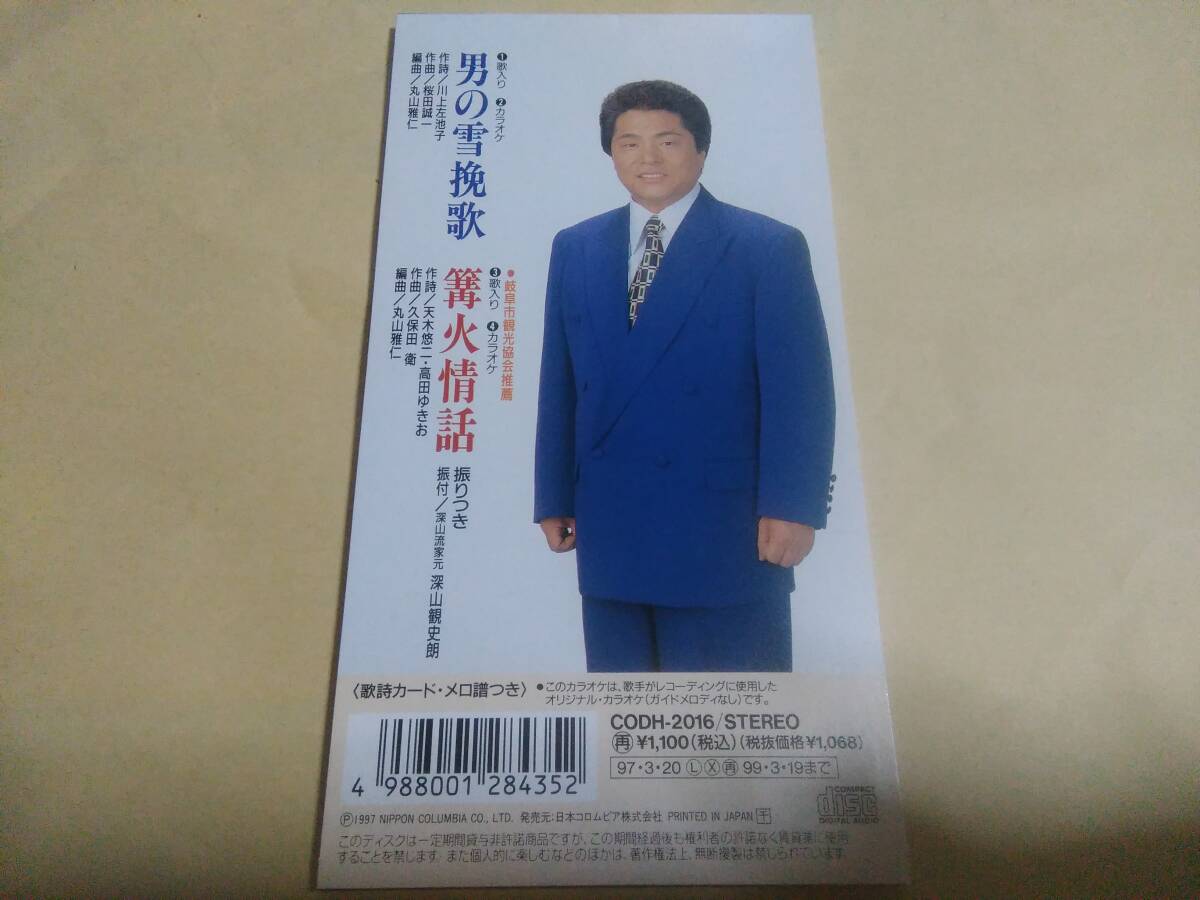 ❶歌入り ❷カラオケ
男の雪挽歌
作詩／川上左池子
作曲／桜田誠一
編曲／丸山雅仁
●岐阜市観光協会推薦
❸歌入り ❹カラオケ
篝火情話
作詩／天木悠二・高田ゆきお
作曲／久保田 衛
編曲／丸山雅仁
振りつき
振付／深山流家元 深山観史朗
〈歌詩カード・メロ譜つき〉
●このカラオケは、歌手がレコーディングに使用した
オリジナル・カラオケ(ガイドメロディなし)です。
CODH-2016/STEREO
再 ¥1,100(税込)(税抜価格¥1,068)
97・3・20 Ⓛ Ⓧ 再 99・3・19まで
4 988001 284352
COMPACT
disc
DIGITAL AUDIO
Ⓟ1997 NIPPON COLUMBIA CO., LTD. 発売元:日本コロムビア株式会社 PRINTED IN JAPAN 千
このディスクは一定期間貸与非許諾商品ですが、この期間経過後も権利者の許諾なく賃貸業に使用
することを禁じます。また個人的に楽しむなどのほかは、著作権法上、無断複製は禁じられています。